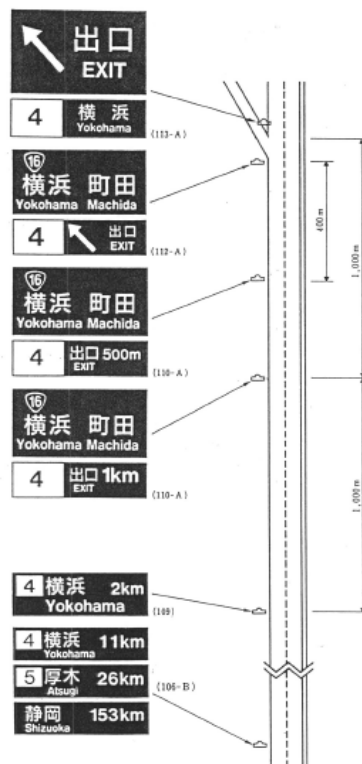 出口
EXIT
4 横浜
Yokohama
(113-A)
16
横浜 町田
Yokohama Machida
4 出口
EXIT
(112-A)
16
横浜 町田
Yokohama Machida
4 出口 500m
EXIT
(110-A)
16
横浜 町田
Yokohama Machida
4 出口 1km
EXIT
(110-A)
4 横浜 2km
Yokohama
(109)
4 横浜 11km
Yokohama
5 厚木 26km
Atsugi
(106-B)
静岡 153km
Shizuoka
400m
1,000m
1,000m